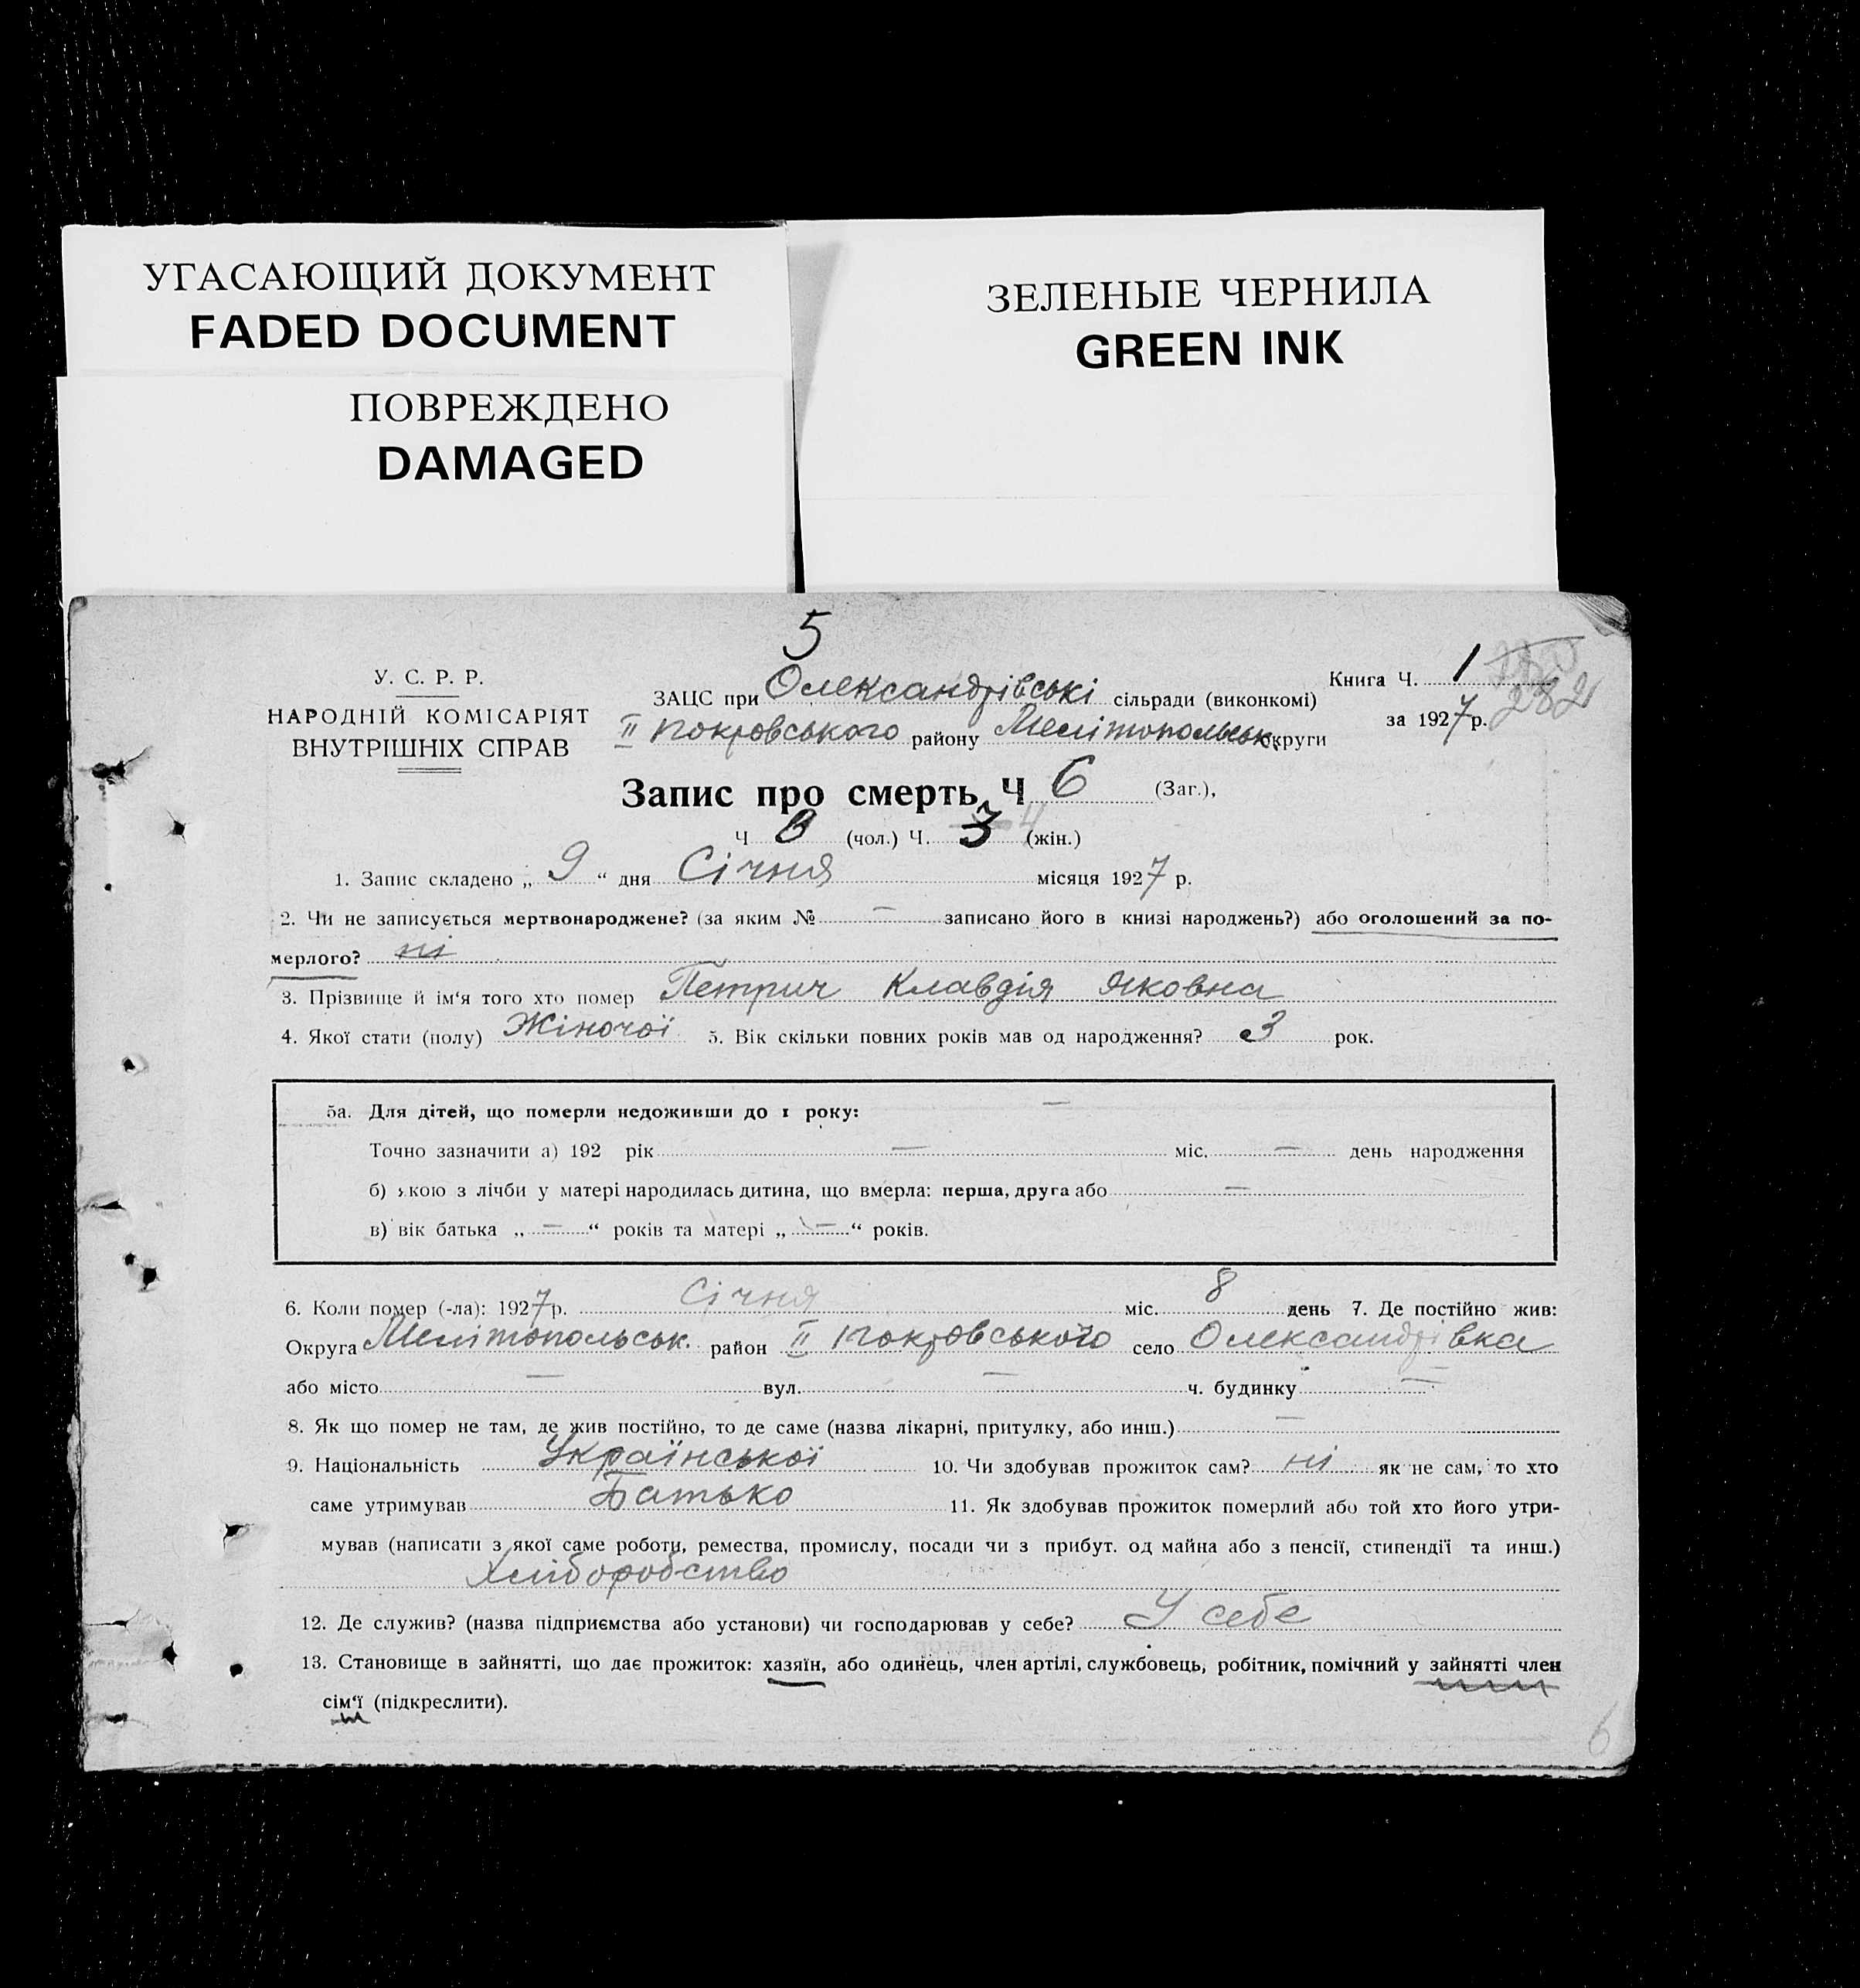 УГАСАЮЩИЙ ДОКУМЕНТ
FADED DOCUMENT
ПОВРЕЖДЕНО
DAMAGED
ЗЕЛЕНЫЕ ЧЕРНИЛА
GREEN INK
5
У. С. Р. Р.
НАРОДНІЙ КОМІСАРІЯТ
ВНУТРІШНІХ СПРАВ
ЗАЦС при Олександрівські сільради (виконкомі)
II Покровського району Мелітопольськ. округи
Книга Ч. 1
за 1927 р. 282
Запис про смерть Ч 6 (Заг.),
Ч (чол.) Ч. 3 4 (жін.)
1. Запис складено „ 9 “ дня Січня місяця 1927 р.
2. Чи не записується мертвонароджене? (за яким № — записано його в книзі народжень?) або оголошений за по-
мерлого? ні
3. Прізвище й ім‘я того хто помер Петрич Клавдія Яковна
4. Якої стати (полу) Жіночої 5. Вік скільки повних років мав од народження? 3 рок.
5а. Для дітей, що померли недоживши до 1 року: —
Точно зазначити а) 192 рік — міс. — день народження
б) якою з лічби у матері народилась дитина, що вмерла: перша, друга або —
в) вік батька „ — “ років та матері „ — “ років.
6. Коли помер (-ла): 1927 р. Січня міс. 8 день 7. Де постійно жив:
Округа Мелітопольськ. район II Покровського село Олександрівка
або місто — вул. — ч. будинку —
8. Як що помер не там, де жив постійно, то де саме (назва лікарні, притулку, або инш.) —
9. Національність Української 10. Чи здобував прожиток сам? ні як не сам, то хто
саме утримував Батько 11. Як здобував прожиток померлий або той хто його утри-
мував (написати з якої саме роботи, ремества, промислу, посади чи з прибут. од майна або з пенсії, стипендії та инш.)
Хліборобство
12. Де служив? (назва підприємства або установи) чи господарював у себе? У себе
13. Становище в зайнятті, що дає прожиток: хазяїн, або одинець, член артілі, службовець, робітник, помічний у зайнятті член
сім‘ї (підкреслити).
6